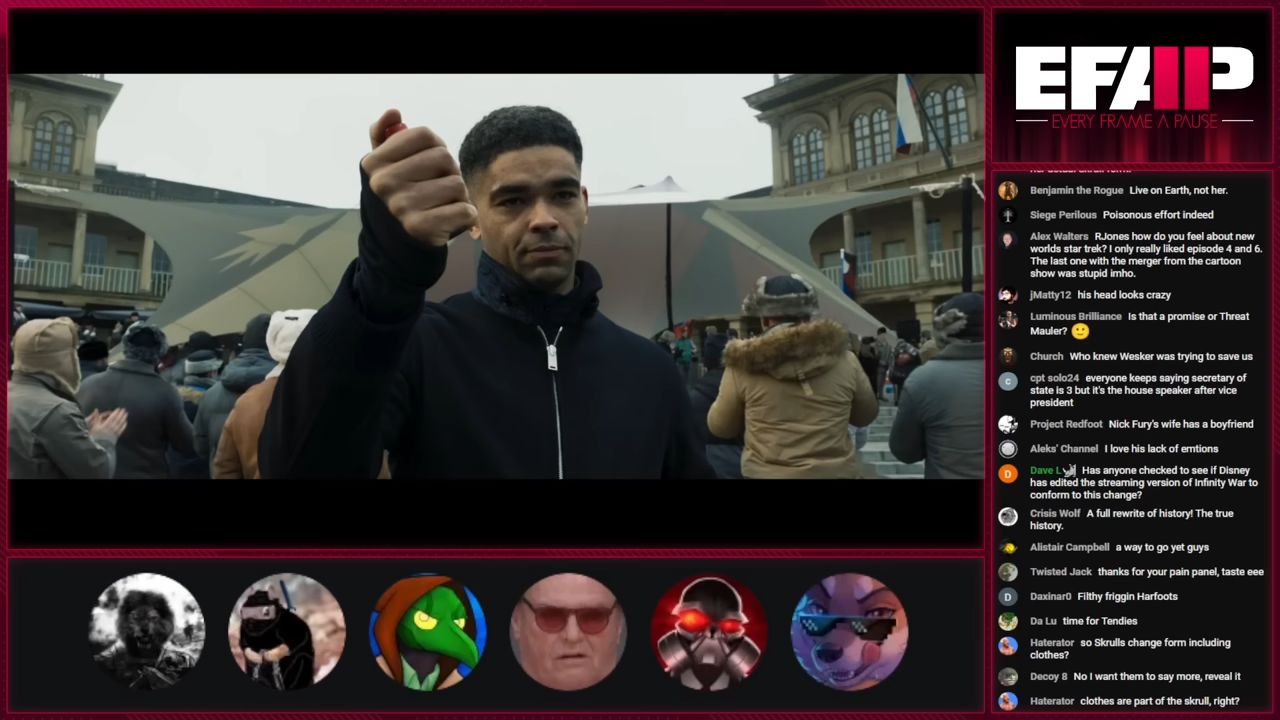 EFAP
EVERY FRAME A PAUSE
Benjamin the Rogue Live on Earth, not her.
Siege Perilous Poisonous effort indeed
Alex Walters RJones how do you feel about new
worlds star trek? I only really liked episode 4 and 6.
The last one with the merger from the cartoon
show was stupid imho.
jMatty12 his head looks crazy
Luminous Brilliance Is that a promise or Threat
Mauler?
Church Who knew Wesker was trying to save us
cpt solo24 everyone keeps saying secretary of
state is 3 but it's the house speaker after vice
president
Project Redfoot Nick Fury's wife has a boyfriend
Aleks' Channel I love his lack of emtions
Dave L Has anyone checked to see if Disney
has edited the streaming version of Infinity War to
conform to this change?
Crisis Wolf A full rewrite of history! The true
history.
Alistair Campbell a way to go yet guys
Twisted Jack thanks for your pain panel, taste eee
Daxinar0 Filthy friggin Harfoots
Da Lu time for Tendies
Haterator so Skrulls change form including
clothes?
Decoy 8 No I want them to say more, reveal it
Haterator clothes are part of the skrull, right?